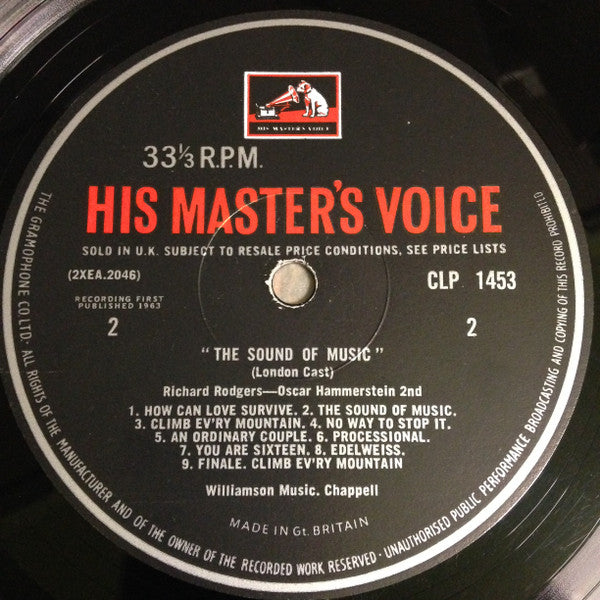 HIS MASTER'S VOICE
33⅓ R.P.M.
HIS MASTER'S VOICE
SOLD IN U.K. SUBJECT TO RESALE PRICE CONDITIONS, SEE PRICE LISTS
(2XEA.2046) CLP 1453
RECORDING FIRST
PUBLISHED 1963
2 2
"THE SOUND OF MUSIC"
(London Cast)
Richard Rodgers—Oscar Hammerstein 2nd
1. HOW CAN LOVE SURVIVE. 2. THE SOUND OF MUSIC.
3. CLIMB EV'RY MOUNTAIN. 4. NO WAY TO STOP IT.
5. AN ORDINARY COUPLE. 6. PROCESSIONAL.
7. YOU ARE SIXTEEN. 8. EDELWEISS.
9. FINALE. CLIMB EV'RY MOUNTAIN
Williamson Music. Chappell
MADE IN Gt. BRITAIN
THE GRAMOPHONE CO LTD· ALL RIGHTS OF THE MANUFACTURER AND OF THE OWNER OF THE RECORDED WORK RESERVED · UNAUTHORISED PUBLIC PERFORMANCE BROADCASTING AND COPYING OF THIS RECORD PROHIBITED